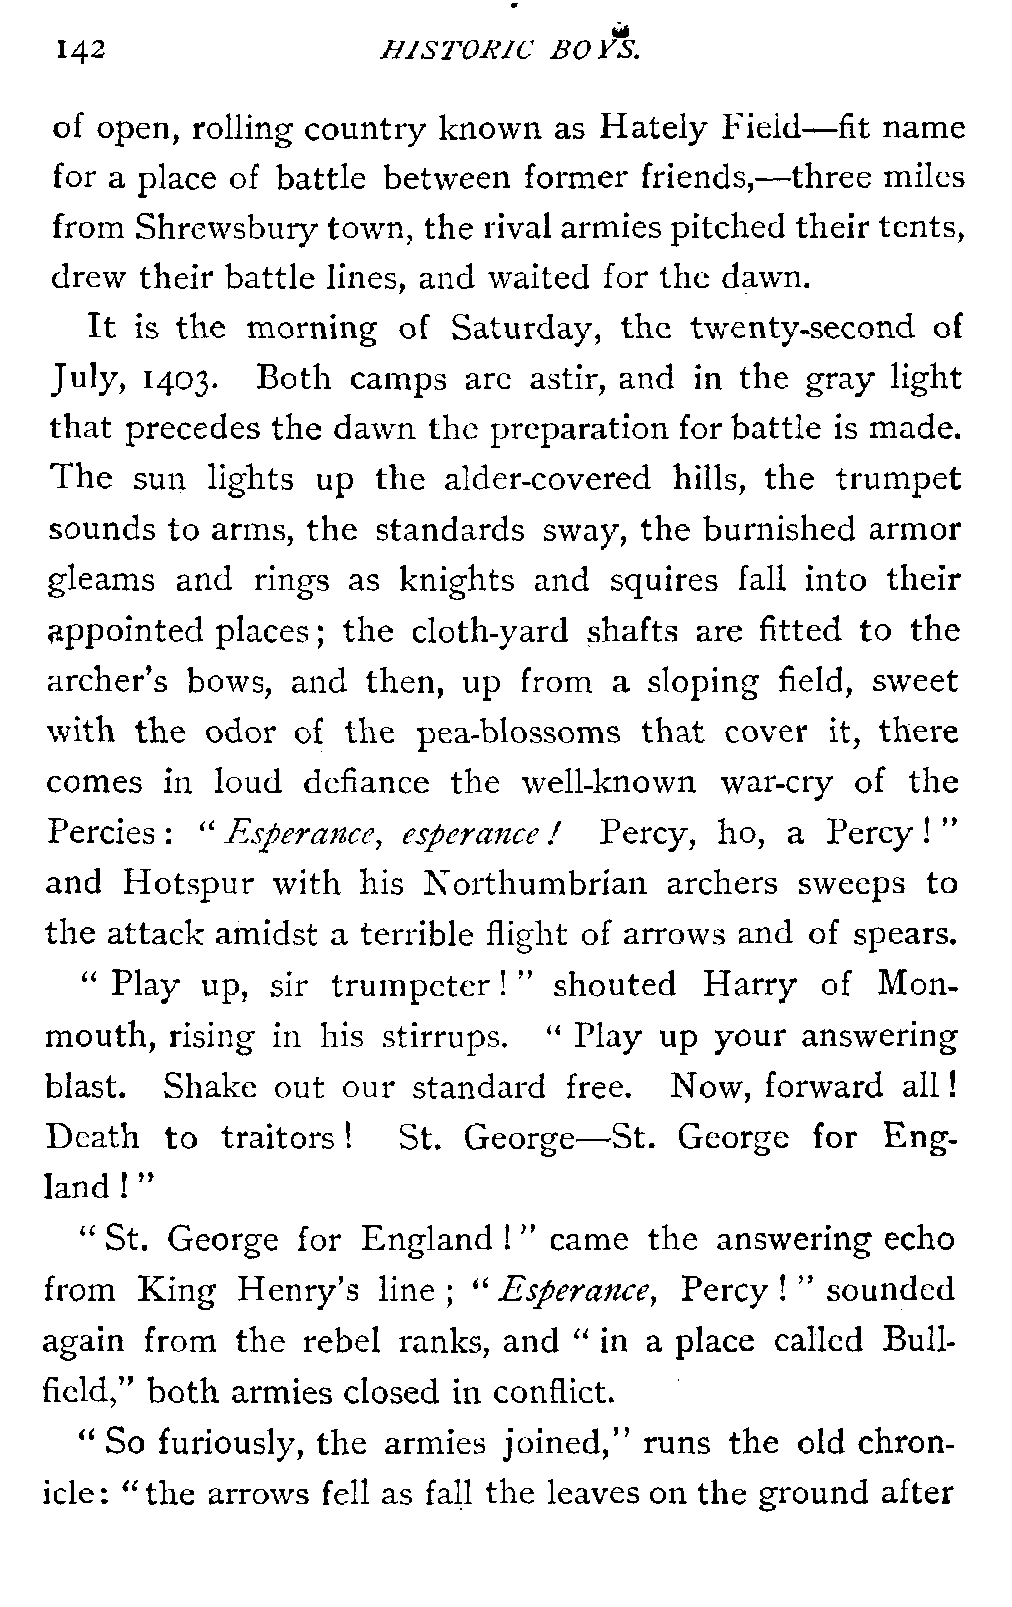 142 HISTORIC BOYS.
of open, rolling country known as Hately Field—fit name
for a place of battle between former friends,—three miles
from Shrewsbury town, the rival armies pitched their tents,
drew their battle lines, and waited for the dawn.
It is the morning of Saturday, the twenty-second of
July, 1403. Both camps are astir, and in the gray light
that precedes the dawn the preparation for battle is made.
The sun lights up the alder-covered hills, the trumpet
sounds to arms, the standards sway, the burnished armor
gleams and rings as knights and squires fall into their
appointed places; the cloth-yard shafts are fitted to the
archer's bows, and then, up from a sloping field, sweet
with the odor of the pea-blossoms that cover it, there
comes in loud defiance the well-known war-cry of the
Percies: "Esperance, esperance! Percy, ho, a Percy!"
and Hotspur with his Northumbrian archers sweeps to
the attack amidst a terrible flight of arrows and of spears.
"Play up, sir trumpeter!" shouted Harry of Mon-
mouth, rising in his stirrups. "Play up your answering
blast. Shake out our standard free. Now, forward all!
Death to traitors! St. George—St. George for Eng-
land!"
"St. George for England!" came the answering echo
from King Henry's line; "Esperance, Percy!" sounded
again from the rebel ranks, and "in a place called Bull-
field," both armies closed in conflict.
"So furiously, the armies joined," runs the old chron-
icle: "the arrows fell as fall the leaves on the ground after